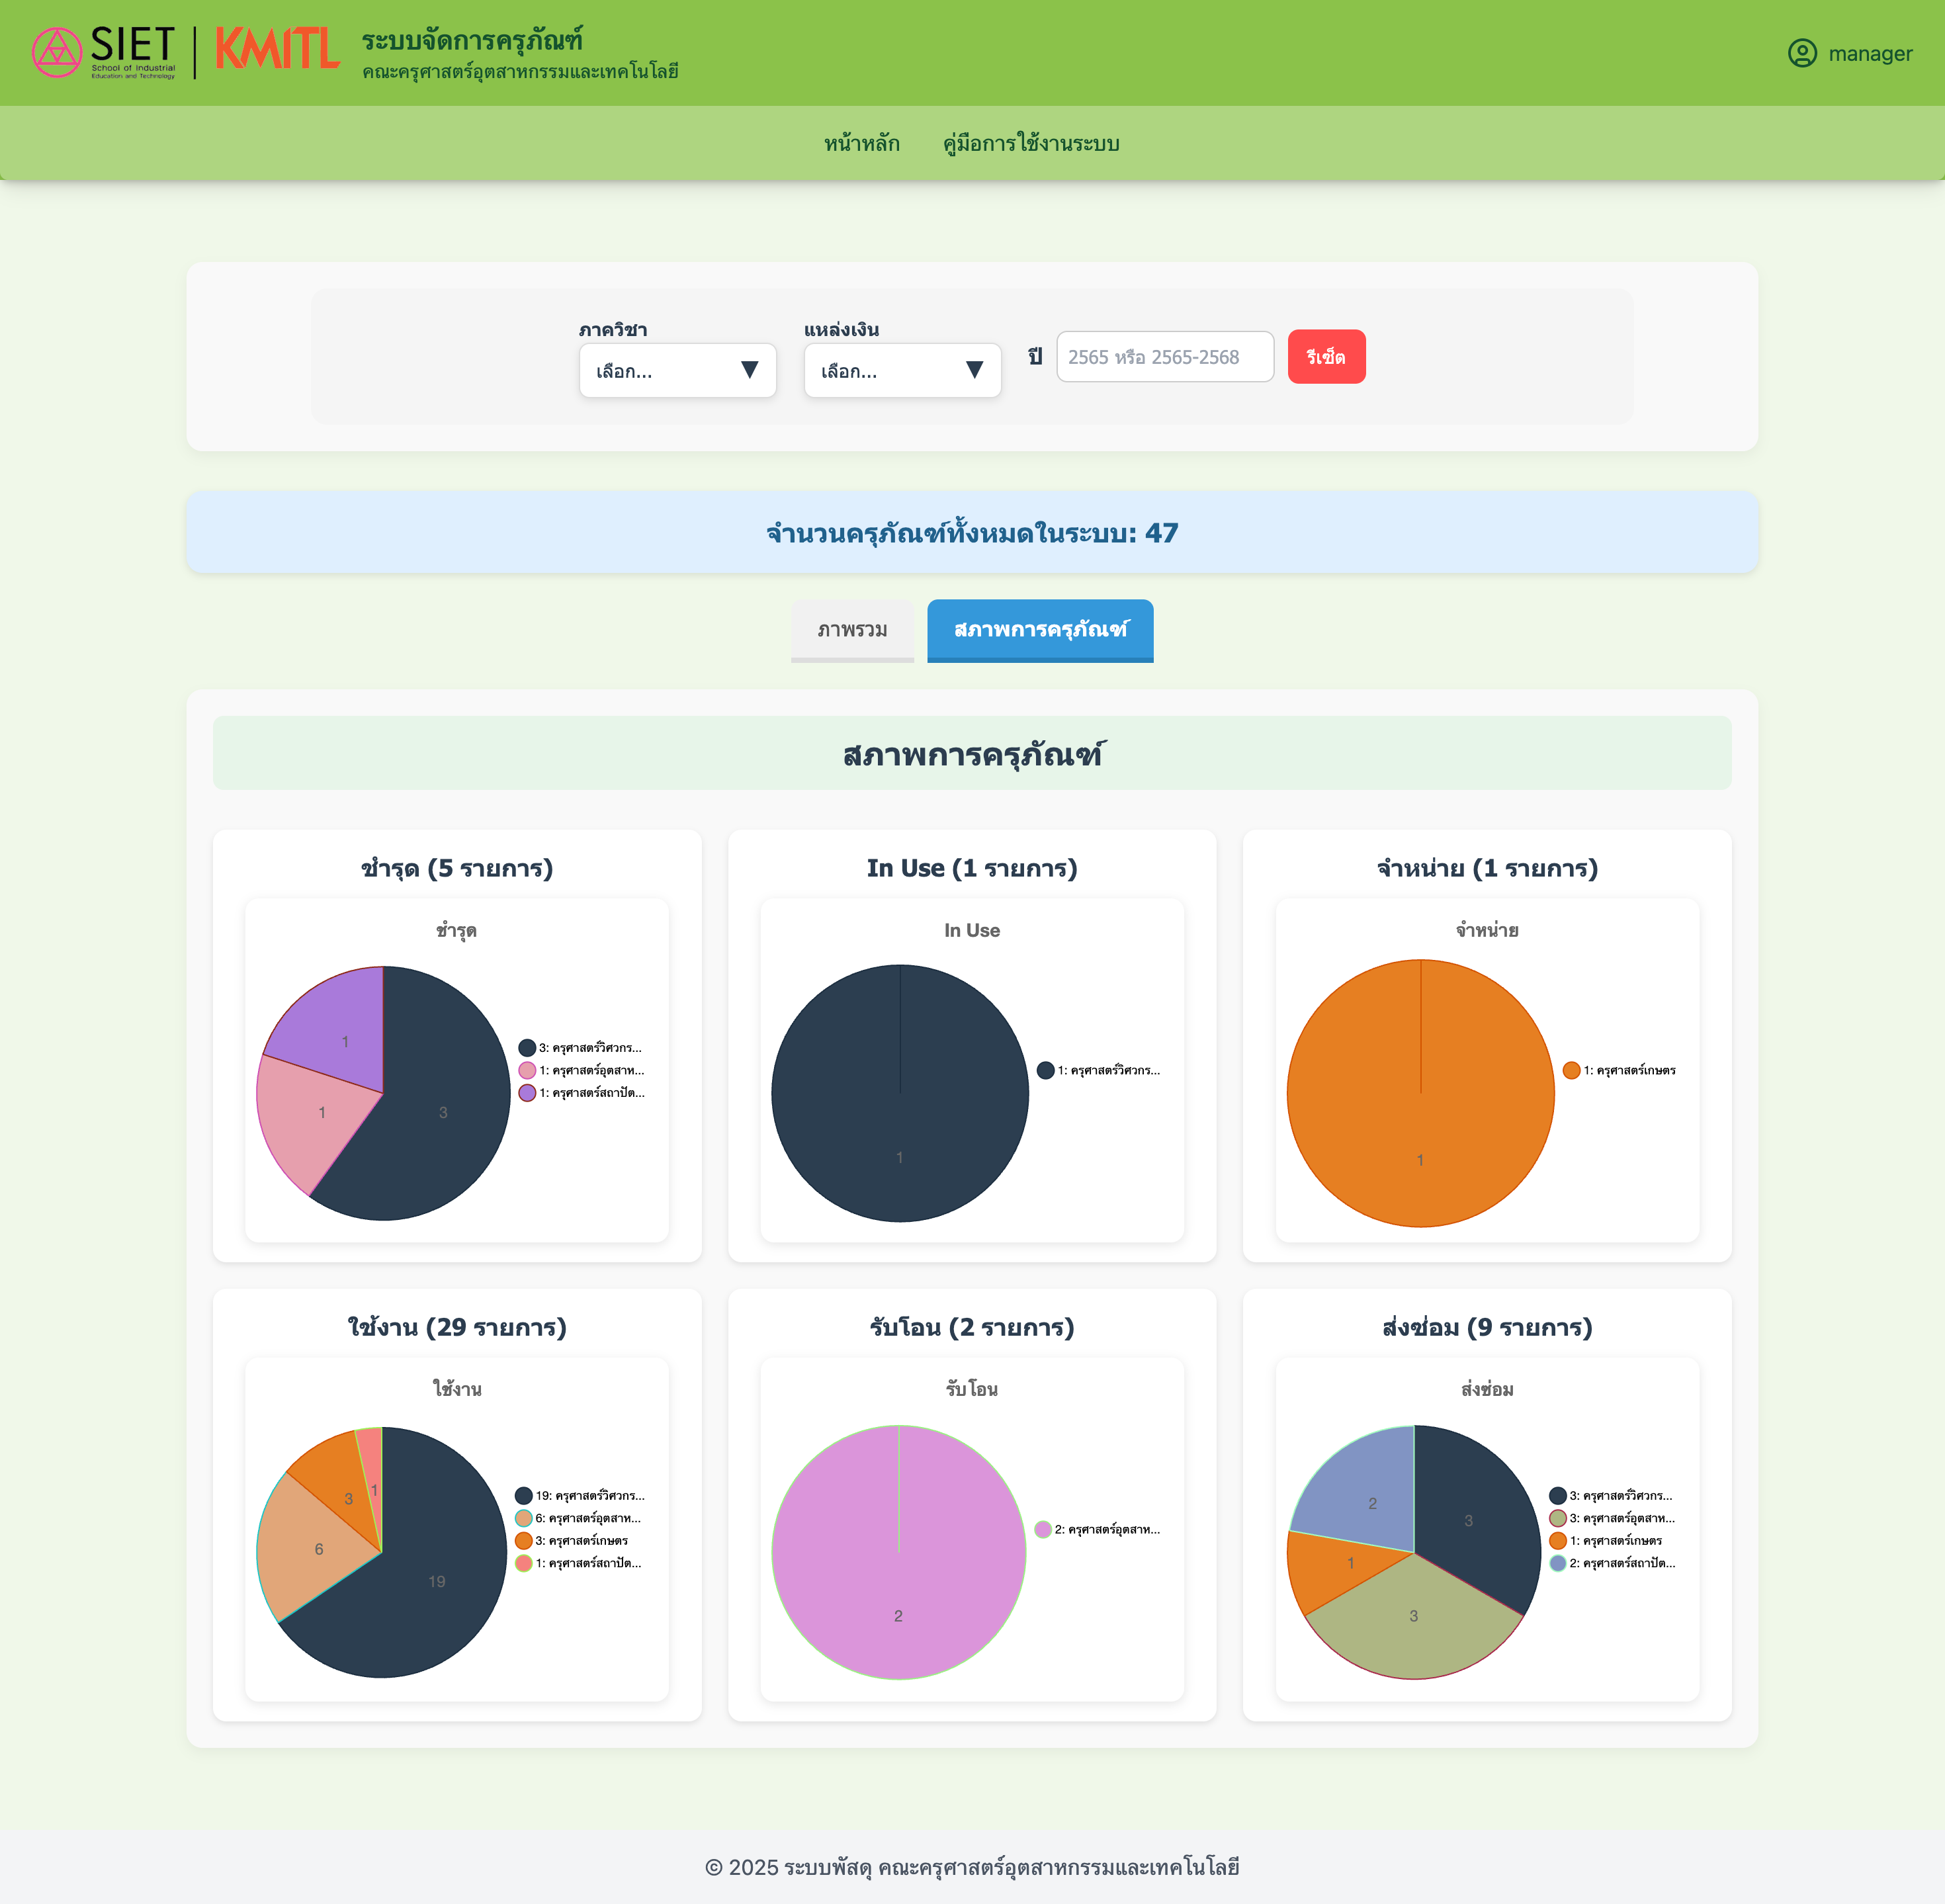 SIET
School of Industrial
Education and Technology
KMITL
ระบบจัดการครุภัณฑ์
คณะครุศาสตร์อุตสาหกรรมและเทคโนโลยี
manager
หน้าหลัก คู่มือการใช้งานระบบ
ภาควิชา
เลือก...
แหล่งเงิน
เลือก...
ปี 2565 หรือ 2565-2568
รีเซ็ต
จำนวนครุภัณฑ์ทั้งหมดในระบบ: 47
ภาพรวม สภาพการครุภัณฑ์
สภาพการครุภัณฑ์
ชำรุด (5 รายการ)
ชำรุด
1
1
3
3: ครุศาสตร์วิศวกร...
1: ครุศาสตร์อุตสาห...
1: ครุศาสตร์สถาปัต...
In Use (1 รายการ)
In Use
1
1: ครุศาสตร์วิศวกร...
จำหน่าย (1 รายการ)
จำหน่าย
1
1: ครุศาสตร์เกษตร
ใช้งาน (29 รายการ)
ใช้งาน
1
3
6
19
19: ครุศาสตร์วิศวกร...
6: ครุศาสตร์อุตสาห...
3: ครุศาสตร์เกษตร
1: ครุศาสตร์สถาปัต...
รับโอน (2 รายการ)
รับโอน
2
2: ครุศาสตร์อุตสาห...
ส่งซ่อม (9 รายการ)
ส่งซ่อม
2
3
1
3
3: ครุศาสตร์วิศวกร...
3: ครุศาสตร์อุตสาห...
1: ครุศาสตร์เกษตร
2: ครุศาสตร์สถาปัต...
© 2025 ระบบพัสดุ คณะครุศาสตร์อุตสาหกรรมและเทคโนโลยี